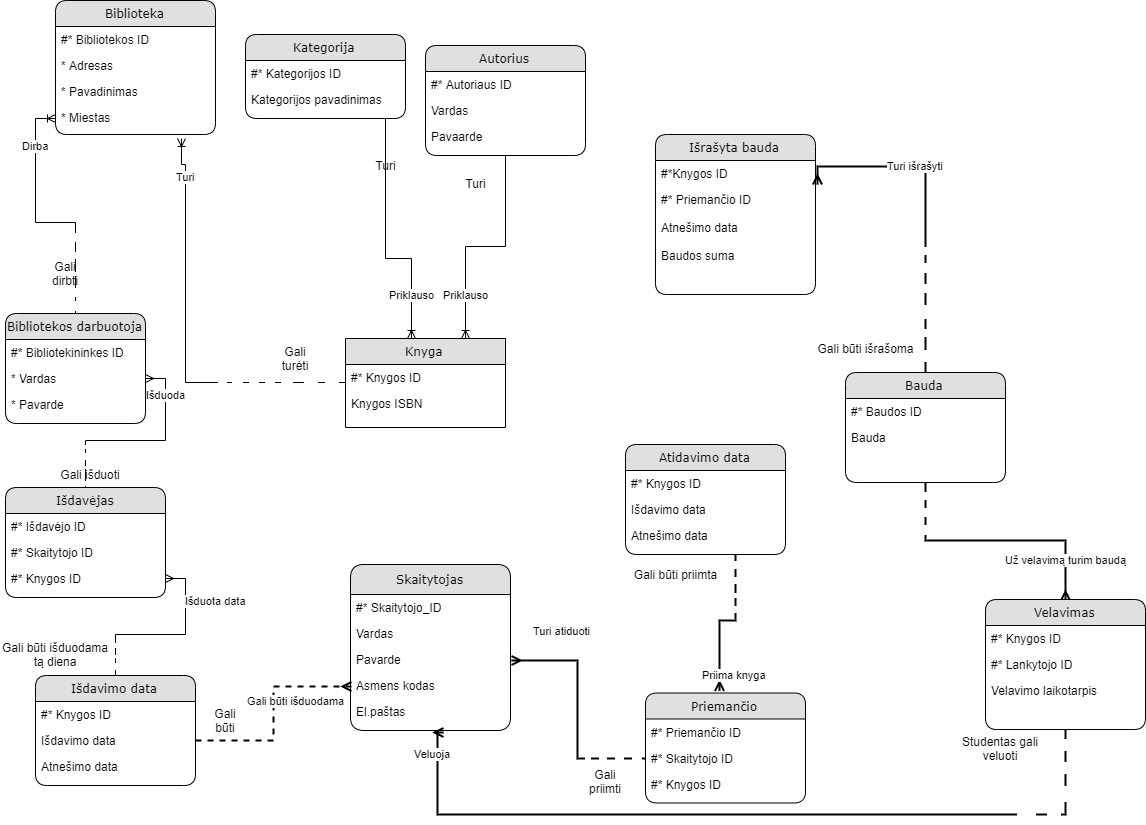 Biblioteka
#* Bibliotekos ID
* Adresas
* Pavadinimas
* Miestas
Kategorija
#* Kategorijos ID
Kategorijos pavadinimas
Autorius
#* Autoriaus ID
Vardas
Pavaarde
Dirba
Turi
Turi
Turi
Išrašyta bauda
#*Knygos ID
#* Priemančio ID
Atnešimo data
Baudos suma
Turi išrašyti
Gali
dirbti
Priklauso
Priklauso
Bibliotekos darbuotoja
#* Bibliotekininkes ID
* Vardas
* Pavarde
Išduoda
Gali
turėti
Knyga
#* Knygos ID
Knygos ISBN
Gali būti išrašoma
Bauda
#* Baudos ID
Bauda
Gali išduoti
Išdavėjas
#* Išdavėjo ID
#* Skaitytojo ID
#* Knygos ID
Išduota data
Atidavimo data
#* Knygos ID
Išdavimo data
Atnešimo data
Gali būti priimta
Už velavimą turim baudą
Skaitytojas
#* Skaitytojo_ID
Vardas
Pavarde
Asmens kodas
El.paštas
Turi atiduoti
Velavimas
#* Knygos ID
#* Lankytojo ID
Velavimo laikotarpis
Gali būti išduodama
tą diena
Išdavimo data
#* Knygos ID
Išdavimo data
Atnešimo data
Gali
būti
Gali būti išduodama
Priima knyga
Priemančio
#* Priemančio ID
#* Skaitytojo ID
#* Knygos ID
Veluoja
Gali
priimti
Studentas gali
veluoti